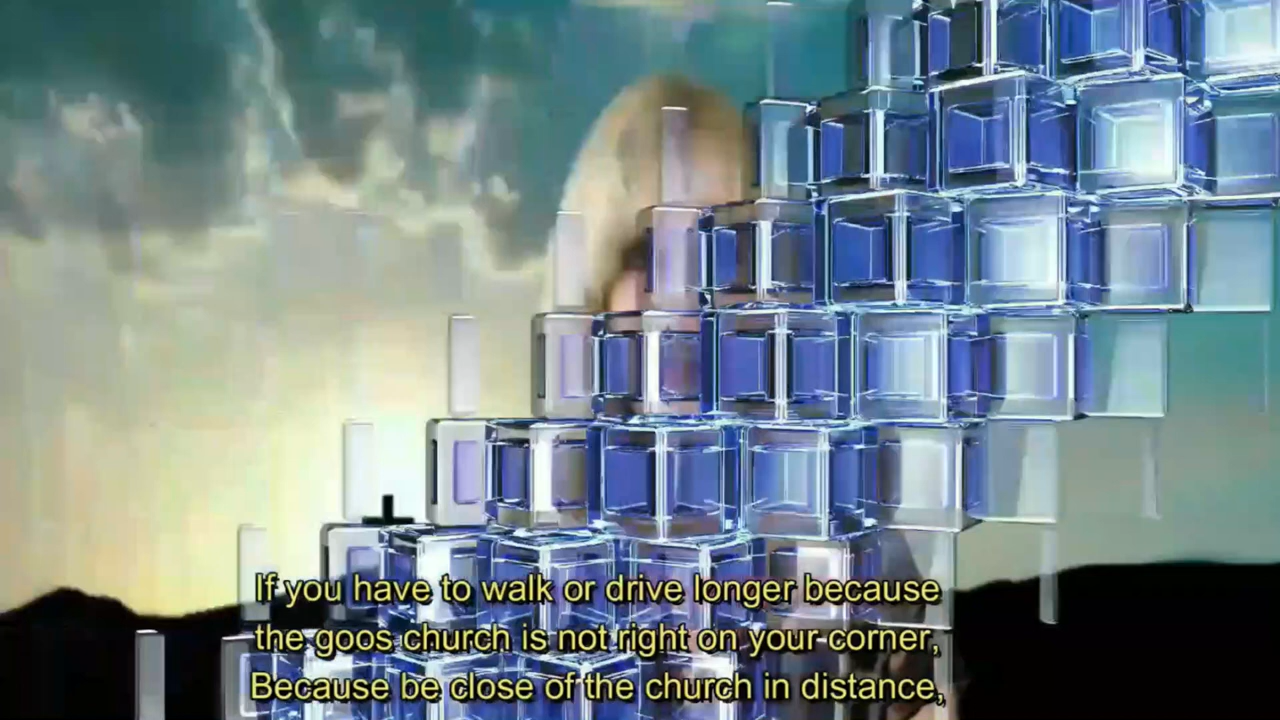 If you have to walk or drive longer because
the goos church is not right on your corner,
Because be close of the church in distance,